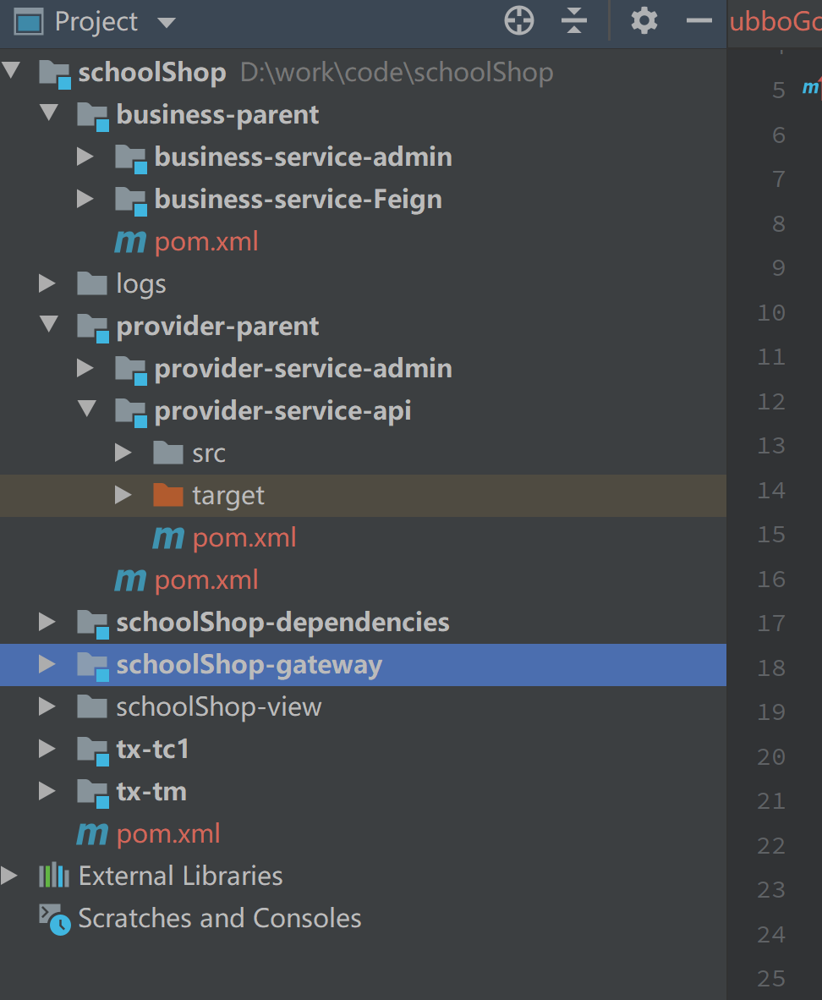 Project
ubboGo
schoolShop D:\work\code\schoolShop
business-parent
business-service-admin
business-service-Feign
m pom.xml
logs
provider-parent
provider-service-admin
provider-service-api
src
target
m pom.xml
m pom.xml
schoolShop-dependencies
schoolShop-gateway
schoolShop-view
tx-tc1
tx-tm
m pom.xml
External Libraries
Scratches and Consoles
5 m
6
7
8
9
10
11
12
13
14
15
16
17
18
19
20
21
22
23
24
25